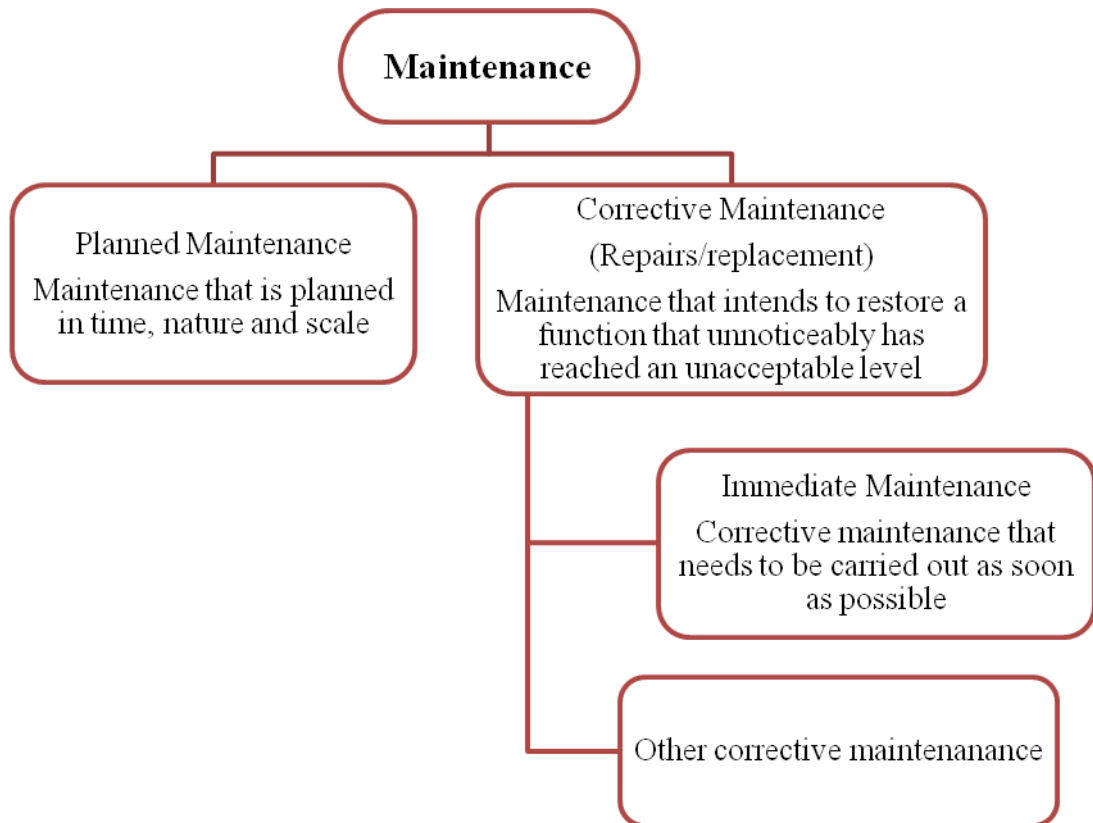 Maintenance
Planned Maintenance
Maintenance that is planned
in time, nature and scale
Corrective Maintenance
(Repairs/replacement)
Maintenance that intends to restore a
function that unnoticeably has
reached an unacceptable level
Immediate Maintenance
Corrective maintenance that
needs to be carried out as soon
as possible
Other corrective maintenanance